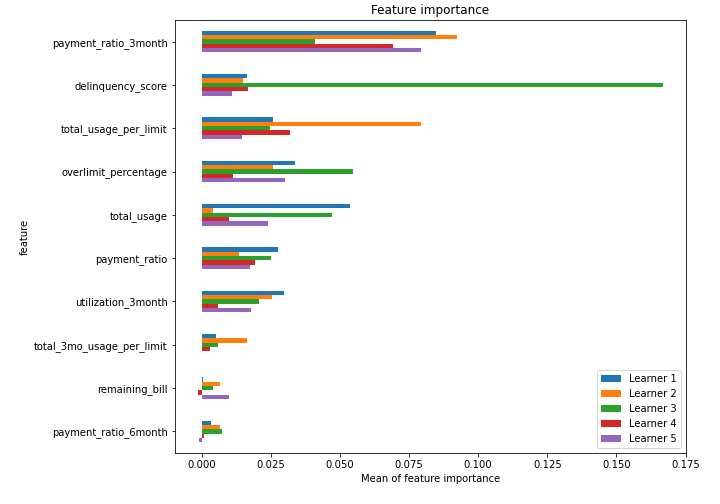 Feature importance
feature
payment_ratio_3month
delinquency_score
total_usage_per_limit
overlimit_percentage
total_usage
payment_ratio
utilization_3month
total_3mo_usage_per_limit
remaining_bill
payment_ratio_6month
Learner 1
Learner 2
Learner 3
Learner 4
Learner 5
0.000 0.025 0.050 0.075 0.100 0.125 0.150 0.175
Mean of feature importance